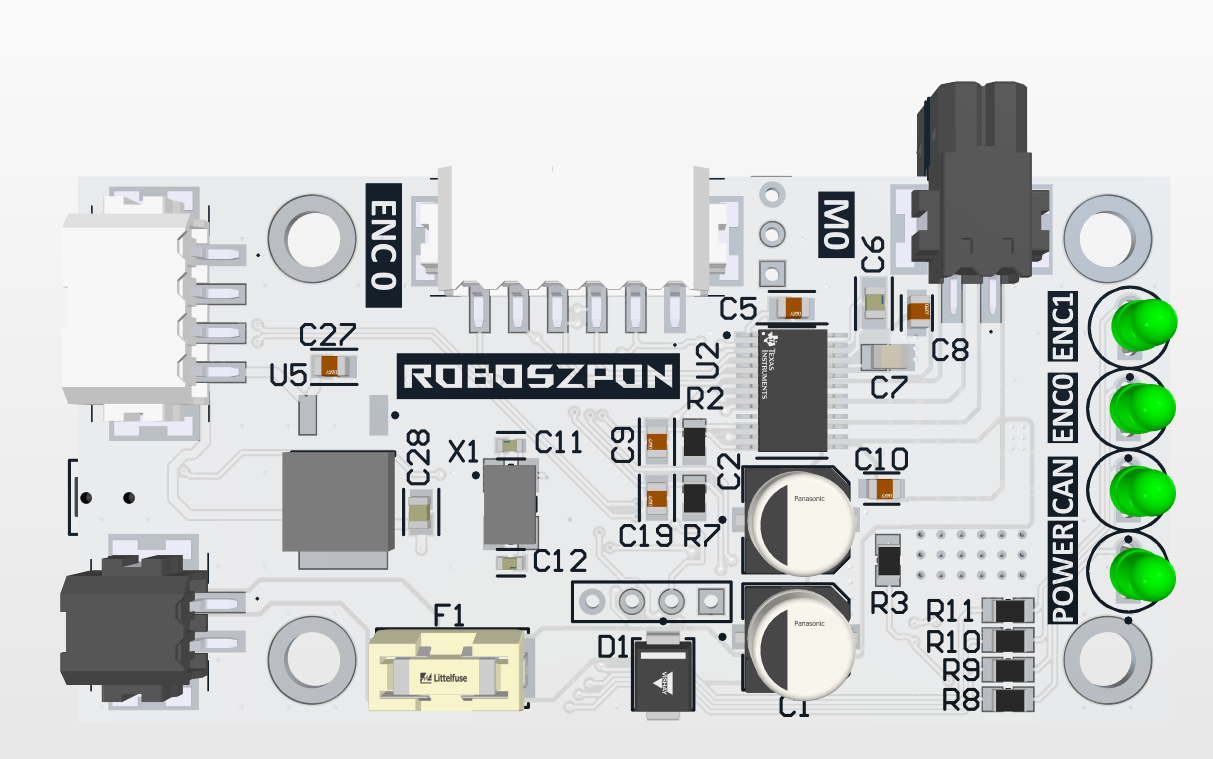 ENC 0
M0
C6
C5
C8
C7
ENC1
C27
U5
ROBOSZPON
U2
TEXAS
INSTRUMENTS
R2
ENC0
C28
X1
C11
C9
C2
C10
CAN
Panasonic
C19
R7
C12
POWER
R3
F1
R11
D1
Panasonic
R10
Littelfuse
R9
C1
R8